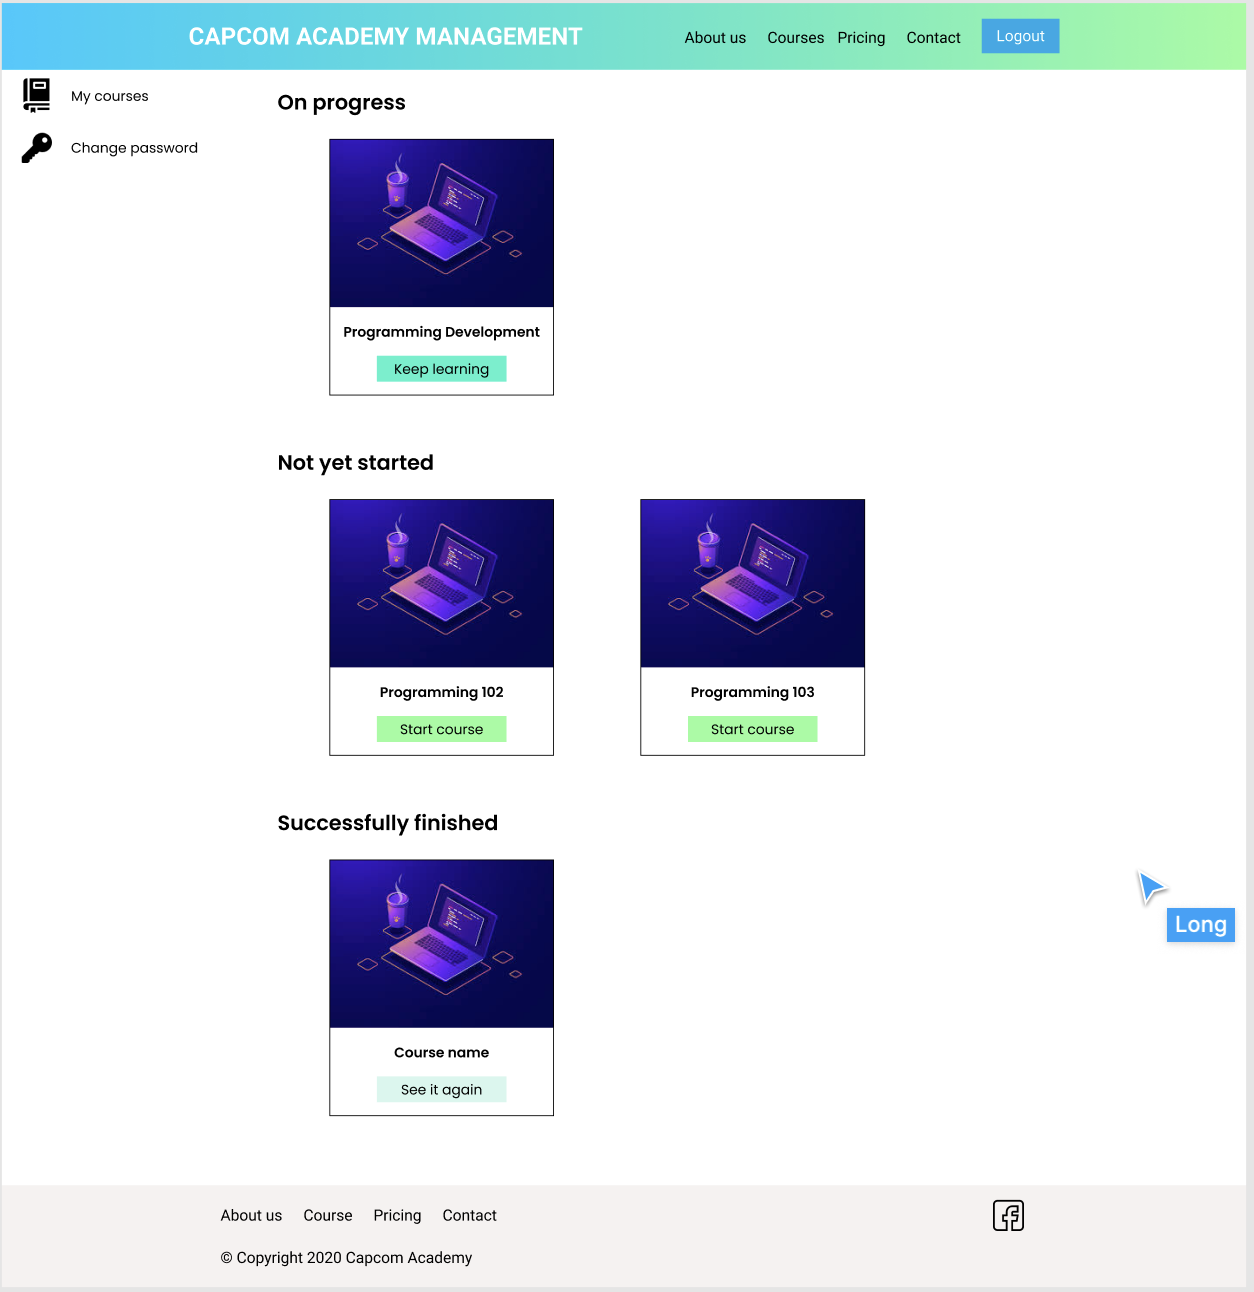 CAPCOM ACADEMY MANAGEMENT
About us Courses Pricing Contact Logout
My courses
Change password
On progress
Programming Development
Keep learning
Not yet started
Programming 102
Start course
Programming 103
Start course
Successfully finished
Course name
See it again
Long
About us Course Pricing Contact
© Copyright 2020 Capcom Academy